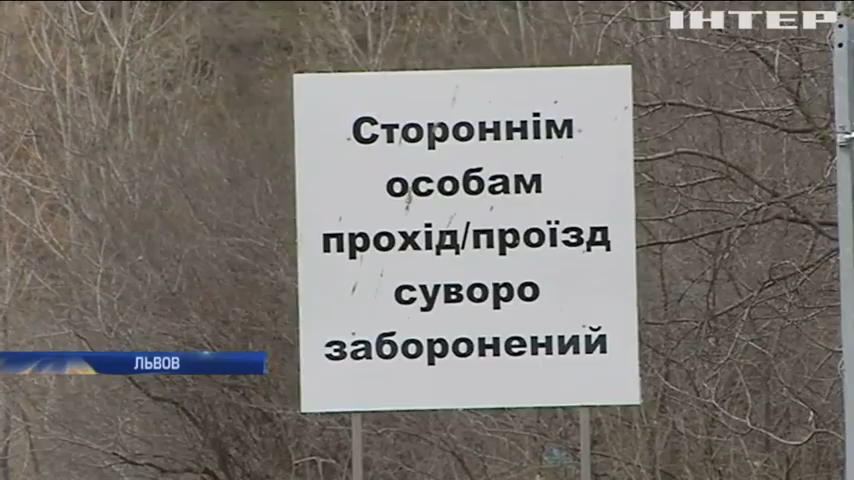 ІНТЕР
Стороннім
особам
прохід/проїзд
суворо
заборонений
ЛЬВОВ